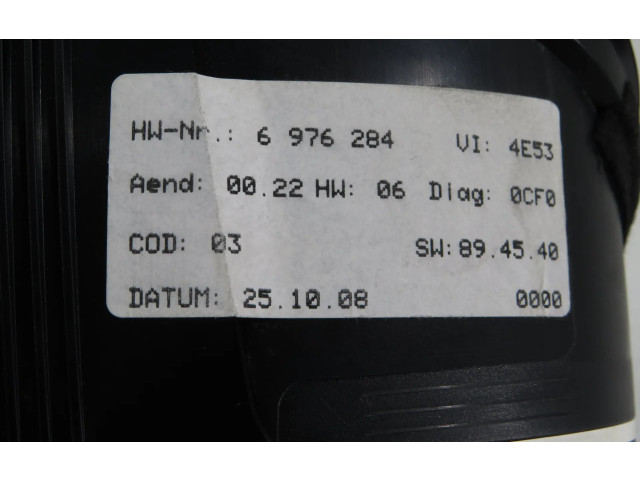 HW-Nr.: 6 976 284 VI: 4E53
Aend: 00.22 HW: 06 Diag: 0CF0
COD: 03 SW:89.45.40
DATUM: 25.10.08 0000